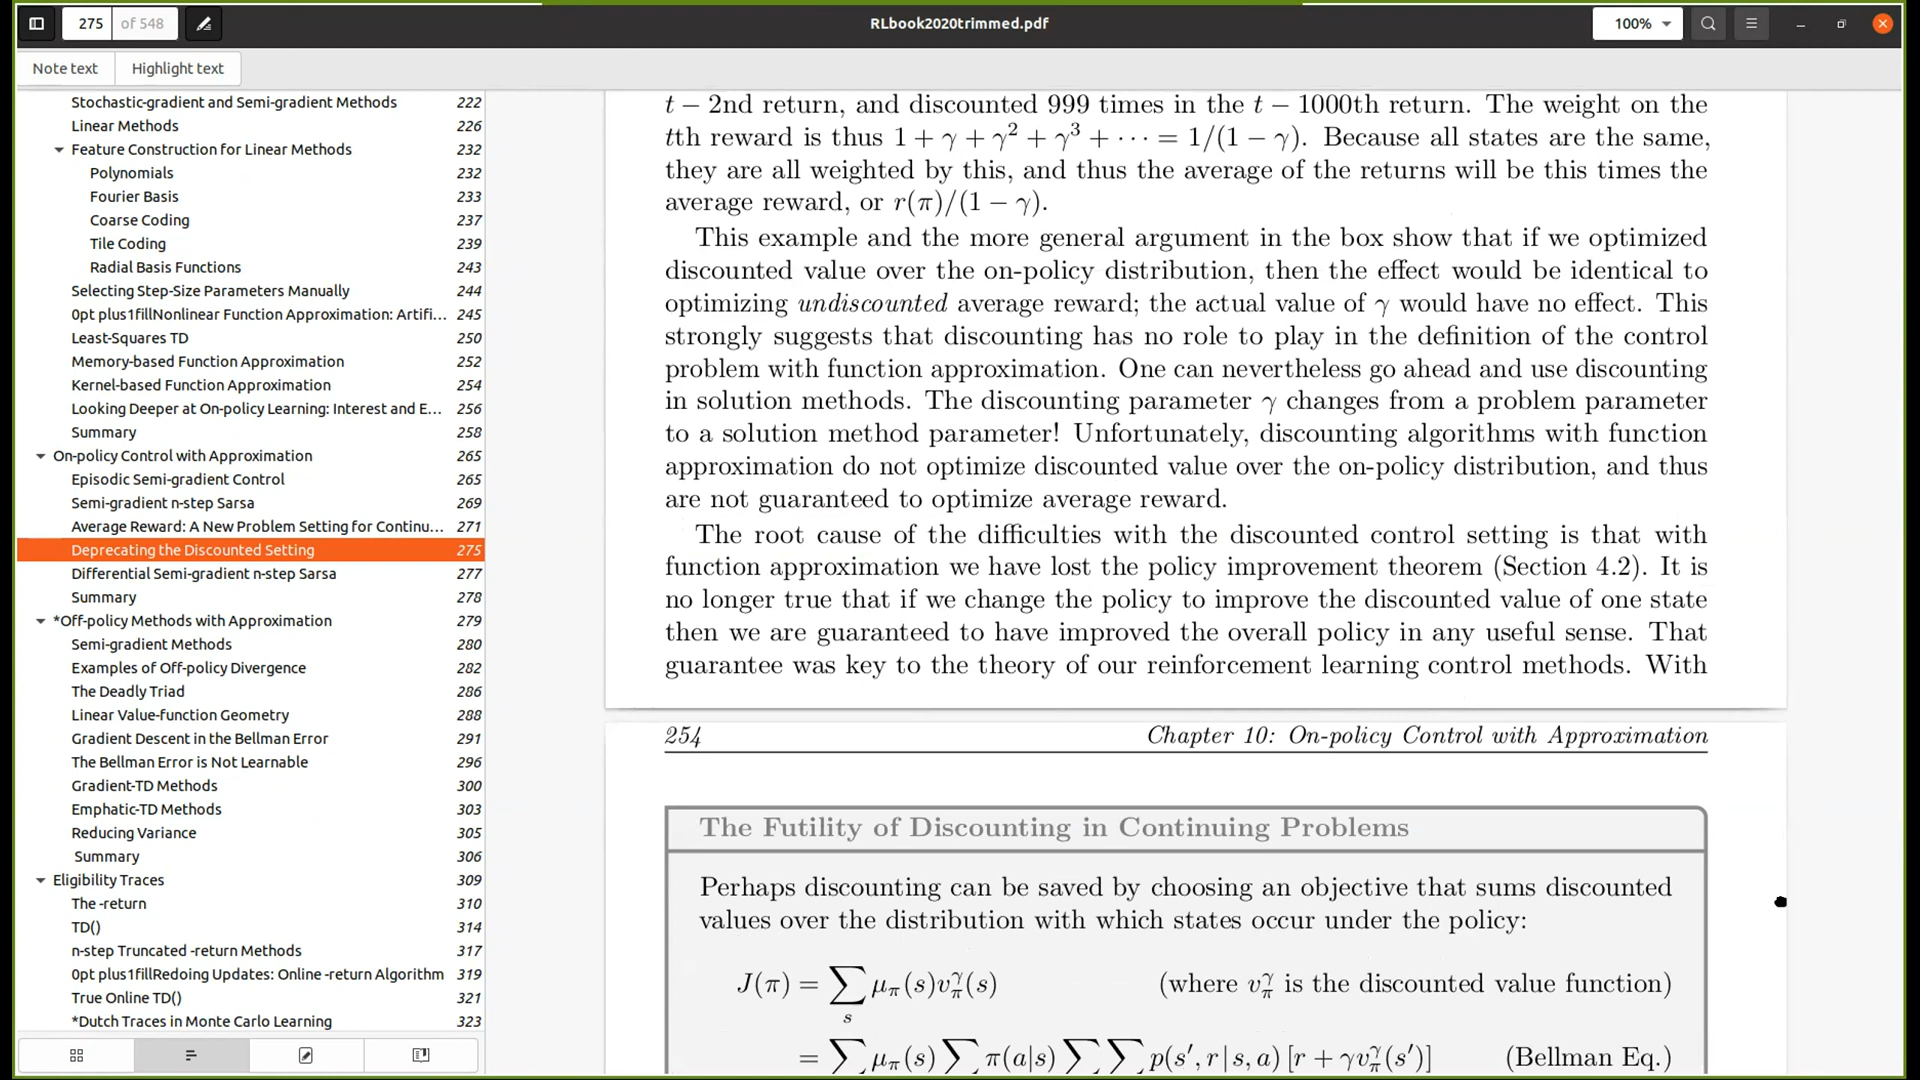 275 of 548
RLbook2020trimmed.pdf
100%
Note text
Highlight text
Stochastic-gradient and Semi-gradient Methods 222
Linear Methods 226
Feature Construction for Linear Methods 232
Polynomials 232
Fourier Basis 233
Coarse Coding 237
Tile Coding 239
Radial Basis Functions 243
Selecting Step-Size Parameters Manually 244
0pt plus1fillNonlinear Function Approximation: Artifi... 245
Least-Squares TD 250
Memory-based Function Approximation 252
Kernel-based Function Approximation 254
Looking Deeper at On-policy Learning: Interest and E... 256
Summary 258
On-policy Control with Approximation 265
Episodic Semi-gradient Control 265
Semi-gradient n-step Sarsa 269
Average Reward: A New Problem Setting for Continu... 271
Deprecating the Discounted Setting 275
Differential Semi-gradient n-step Sarsa 277
Summary 278
*Off-policy Methods with Approximation 279
Semi-gradient Methods 280
Examples of Off-policy Divergence 282
The Deadly Triad 286
Linear Value-function Geometry 288
Gradient Descent in the Bellman Error 291
The Bellman Error is Not Learnable 296
Gradient-TD Methods 300
Emphatic-TD Methods 303
Reducing Variance 305
Summary 306
Eligibility Traces 309
The -return 310
TD() 314
n-step Truncated -return Methods 317
0pt plus1fillRedoing Updates: Online -return Algorithm 319
True Online TD() 321
*Dutch Traces in Monte Carlo Learning 323
t − 2nd return, and discounted 999 times in the t − 1000th return. The weight on the
tth reward is thus 1 + γ + γ² + γ³ + ⋯ = 1/(1 − γ). Because all states are the same,
they are all weighted by this, and thus the average of the returns will be this times the
average reward, or r(π)/(1 − γ).
This example and the more general argument in the box show that if we optimized
discounted value over the on-policy distribution, then the effect would be identical to
optimizing undiscounted average reward; the actual value of γ would have no effect. This
strongly suggests that discounting has no role to play in the definition of the control
problem with function approximation. One can nevertheless go ahead and use discounting
in solution methods. The discounting parameter γ changes from a problem parameter
to a solution method parameter! Unfortunately, discounting algorithms with function
approximation do not optimize discounted value over the on-policy distribution, and thus
are not guaranteed to optimize average reward.
The root cause of the difficulties with the discounted control setting is that with
function approximation we have lost the policy improvement theorem (Section 4.2). It is
no longer true that if we change the policy to improve the discounted value of one state
then we are guaranteed to have improved the overall policy in any useful sense. That
guarantee was key to the theory of our reinforcement learning control methods. With
254 Chapter 10: On-policy Control with Approximation
The Futility of Discounting in Continuing Problems
Perhaps discounting can be saved by choosing an objective that sums discounted
values over the distribution with which states occur under the policy:
J(π) = ∑_s μ_π(s)v_π^γ(s) (where v_π^γ is the discounted value function)
= ∑ μ_π(s) ∑ π(a|s) ∑ ∑ p(s′, r|s, a) [r + γv_π^γ(s′)] (Bellman Eq.)